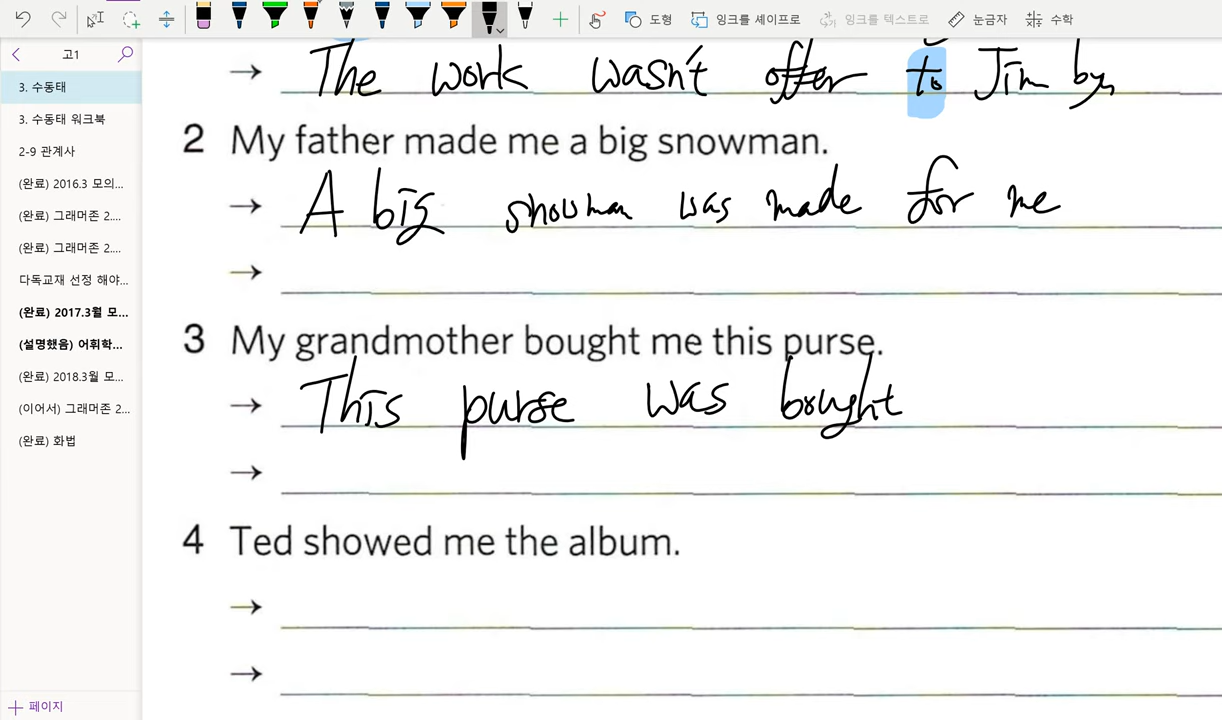 도형 잉크를 셰이프로 잉크를 텍스트로 눈금자 수학
고1
3. 수동태
3. 수동태 워크북
2-9 관계사
(완료) 2016.3 모의...
(완료) 그래머존 2....
(완료) 그래머존 2....
다독교재 선정 해야...
(완료) 2017.3월 모...
(설명했음) 어휘학...
(완료) 2018.3월 모...
(이어서) 그래머존 2...
(완료) 화법
페이지
→ The work wasn't offer to Jim by
2 My father made me a big snowman.
→ A big snowman was made for me
→
3 My grandmother bought me this purse.
→ This purse was bought
→
4 Ted showed me the album.
→
→